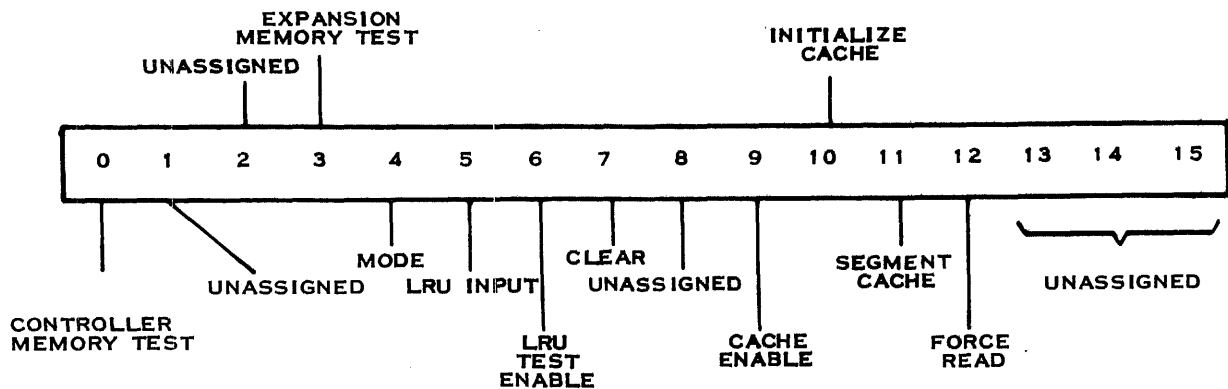 EXPANSION
MEMORY TEST
UNASSIGNED
INITIALIZE
CACHE
0 1 2 3 4 5 6 7 8 9 10 11 12 13 14 15
MODE
CLEAR
SEGMENT
CACHE
UNASSIGNED
LRU INPUT
UNASSIGNED
UNASSIGNED
CONTROLLER
MEMORY TEST
LRU
TEST
ENABLE
CACHE
ENABLE
FORCE
READ